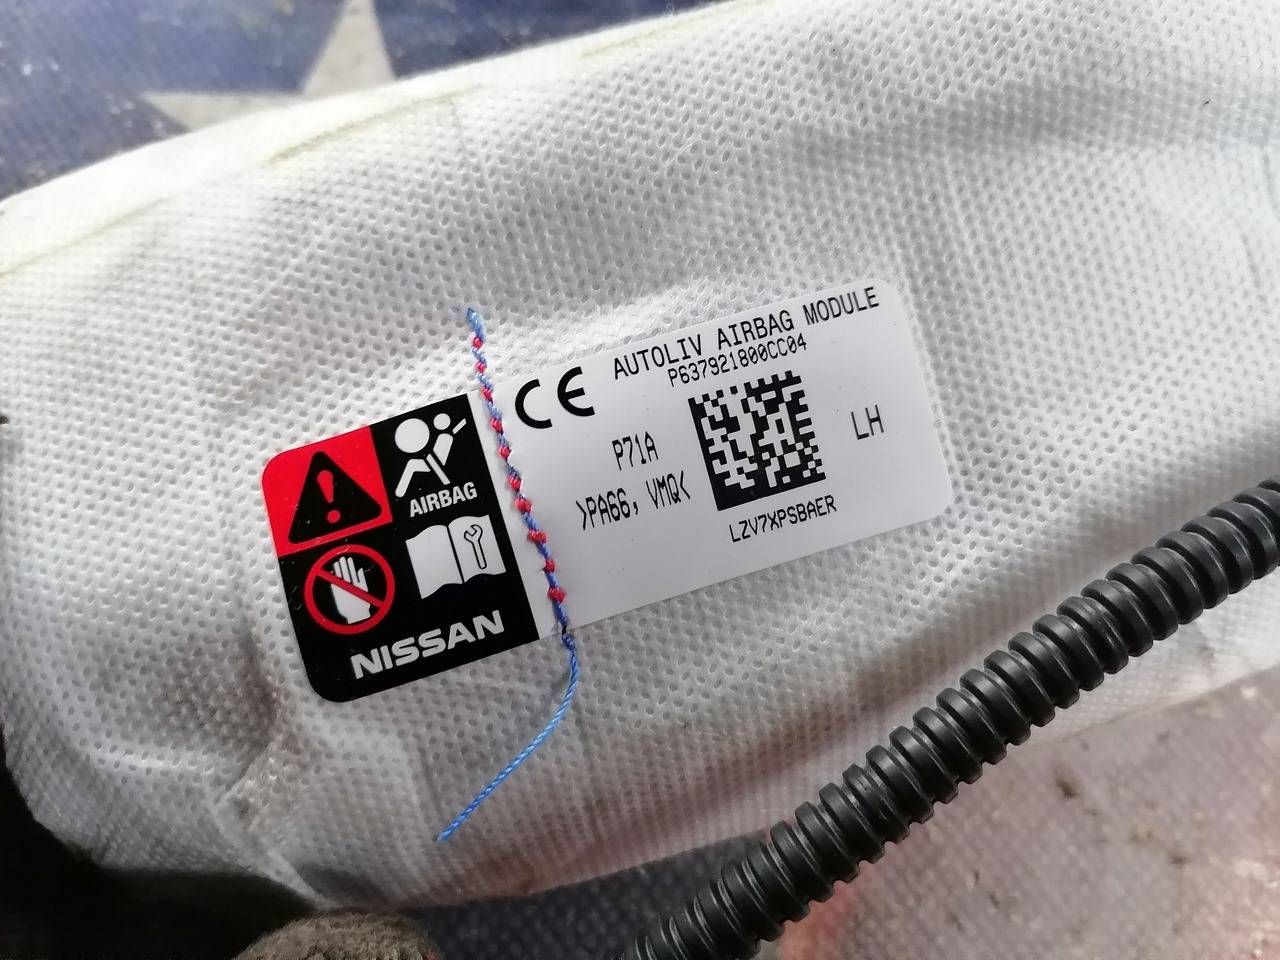 AUTOLIV AIRBAG MODULE
P637921800CC04
CE
P71A
LH
>PA66, VMQ<
LZV7XPSBAER
AIRBAG
NISSAN